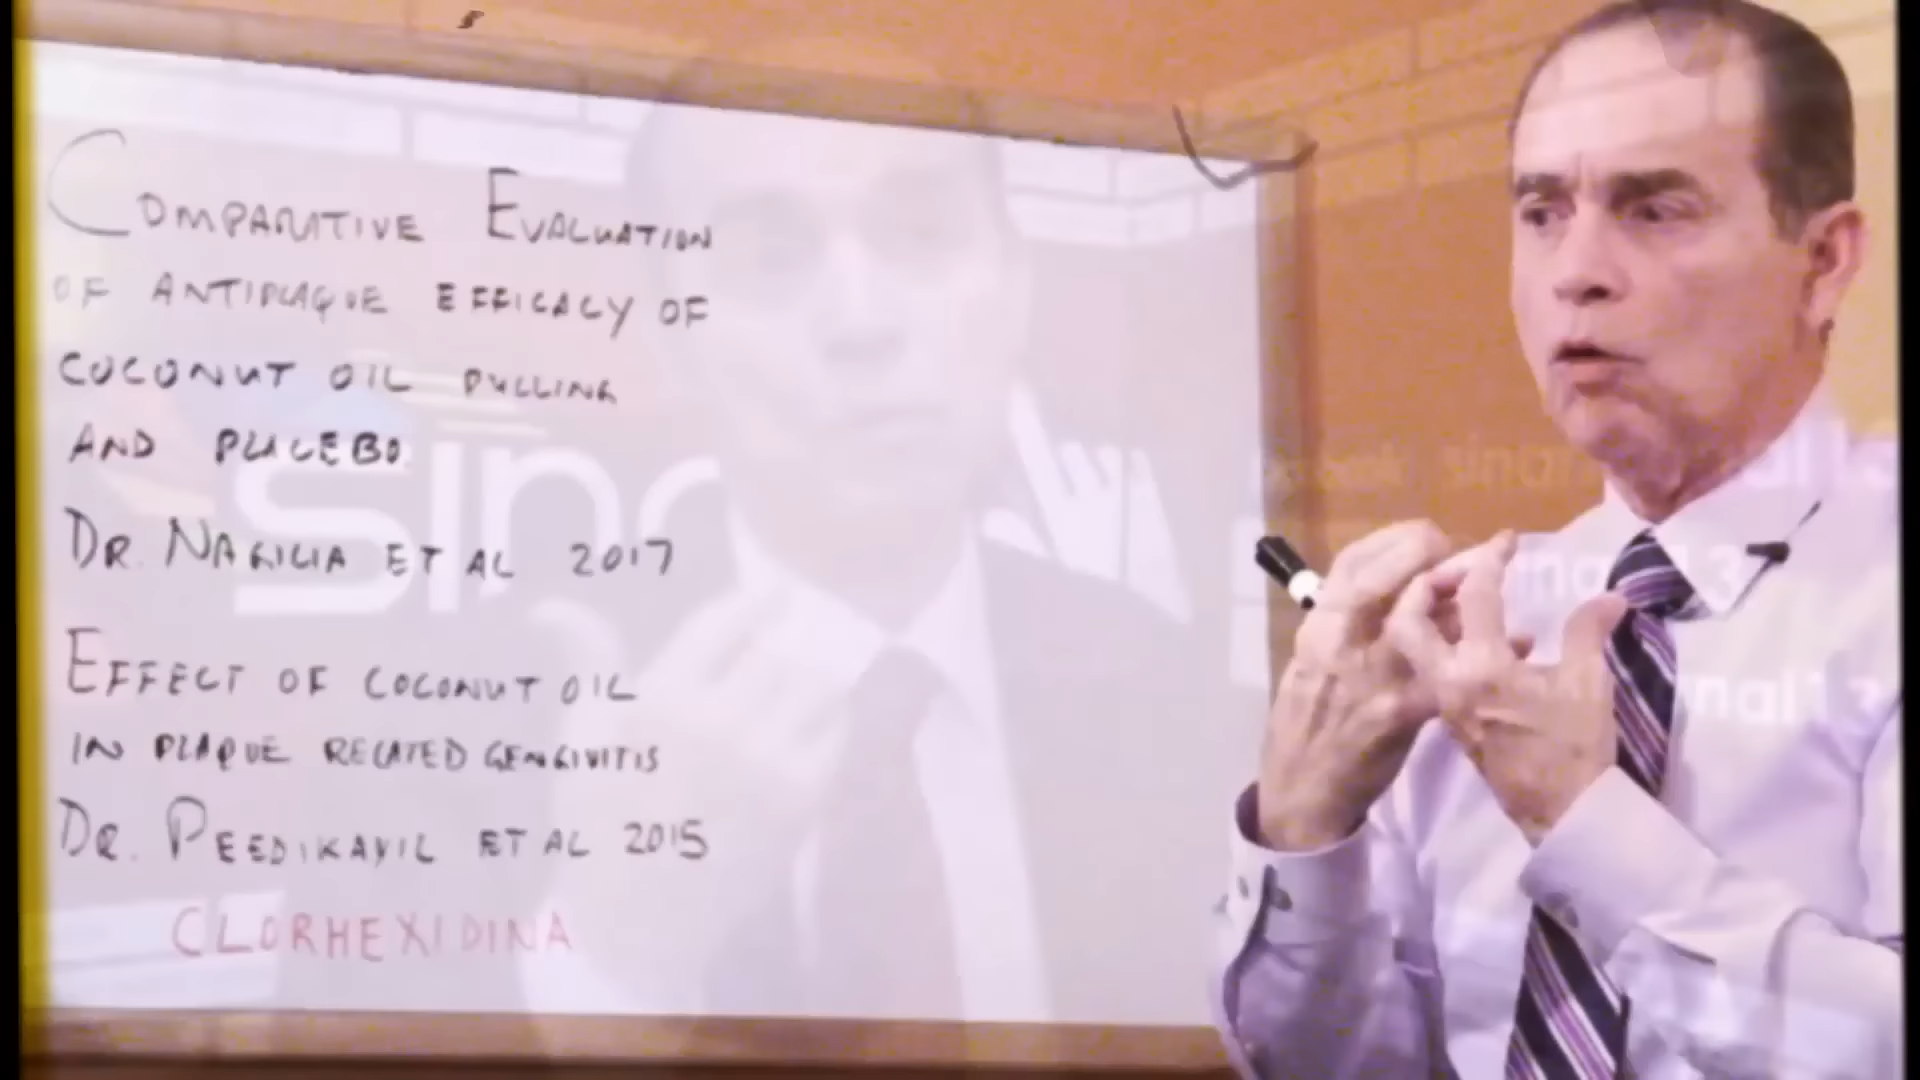 COMPARATIVE EVALUATION
OF ANTIPLAQUE EFFICACY OF
COCONUT OIL PULLING
AND PLACEBO
DR. NAGILIA ET AL 2017
EFFECT OF COCONUT OIL
IN PLAQUE RELATED GENGIVITIS
DR. PEEDIKAYIL ET AL 2015
CLORHEXIDINA